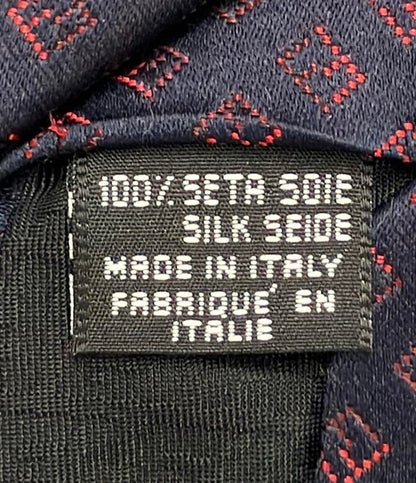 100% SETA SOIE
SILK SEIDE
MADE IN ITALY
FABRIQUE' EN
ITALIE